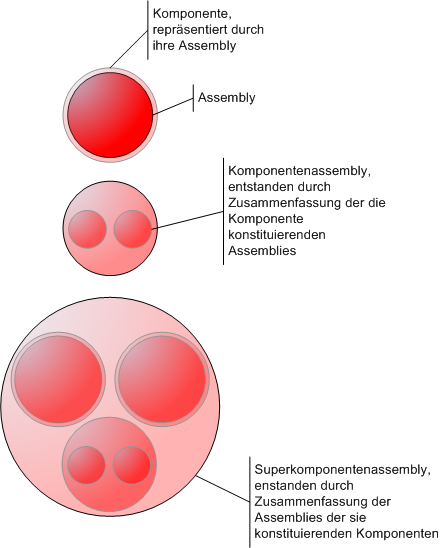 Komponente,
repräsentiert durch
ihre Assembly
Assembly
Komponentenassembly,
entstanden durch
Zusammenfassung der die
Komponente
konstituierenden
Assemblies
Superkomponentenassembly,
enstanden durch
Zusammenfassung der
Assemblies der sie
konstituierenden Komponenten